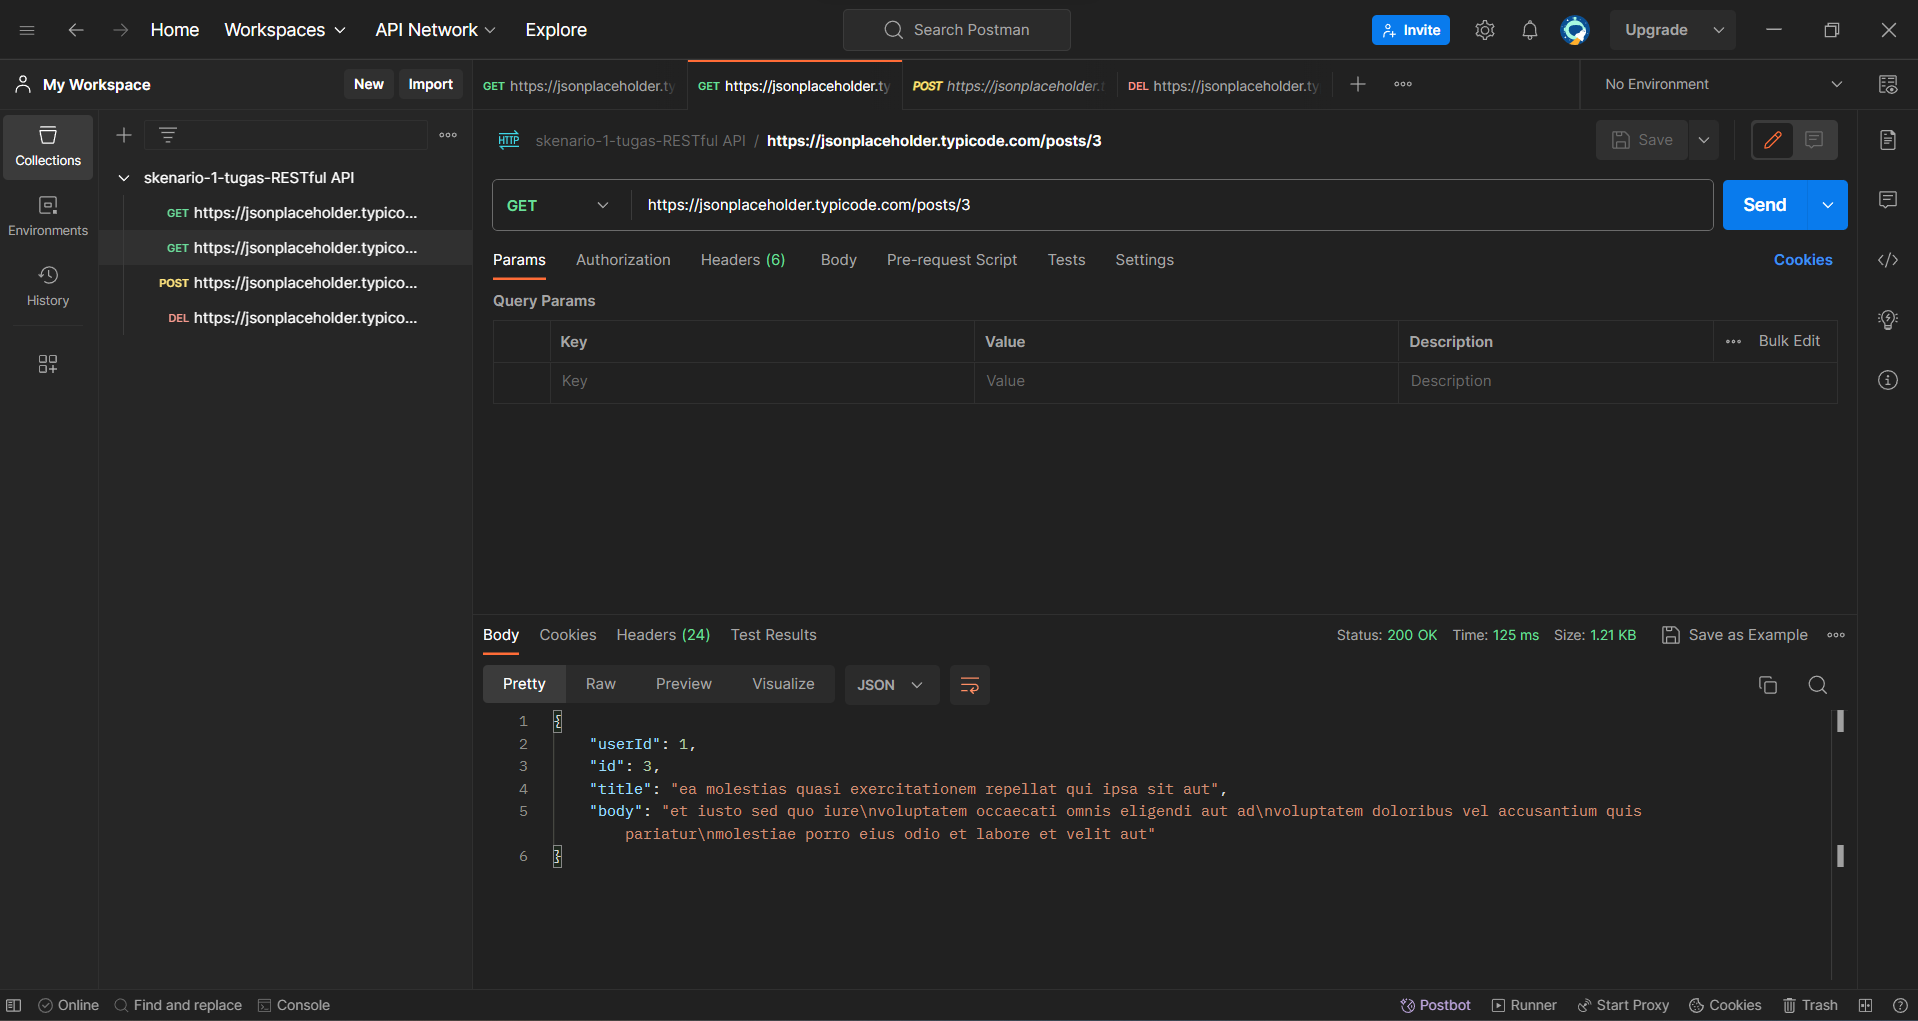 Home Workspaces API Network Explore Search Postman Invite Upgrade
My Workspace New Import
GET https://jsonplaceholder.ty GET https://jsonplaceholder.ty POST https://jsonplaceholder.t DEL https://jsonplaceholder.ty No Environment
Collections
Environments
History
skenario-1-tugas-RESTful API
GET https://jsonplaceholder.typico...
GET https://jsonplaceholder.typico...
POST https://jsonplaceholder.typico...
DEL https://jsonplaceholder.typico...
HTTP skenario-1-tugas-RESTful API / https://jsonplaceholder.typicode.com/posts/3 Save
GET https://jsonplaceholder.typicode.com/posts/3 Send
Params Authorization Headers (6) Body Pre-request Script Tests Settings Cookies
Query Params
Key Value Description Bulk Edit
Key Value Description
Body Cookies Headers (24) Test Results Status: 200 OK Time: 125 ms Size: 1.21 KB Save as Example
Pretty Raw Preview Visualize JSON
1 {
2 "userId": 1,
3 "id": 3,
4 "title": "ea molestias quasi exercitationem repellat qui ipsa sit aut",
5 "body": "et iusto sed quo iure\nvoluptatem occaecati omnis eligendi aut ad\nvoluptatem doloribus vel accusantium quis
pariatur\nmolestiae porro eius odio et labore et velit aut"
6 }
Online Find and replace Console Postbot Runner Start Proxy Cookies Trash